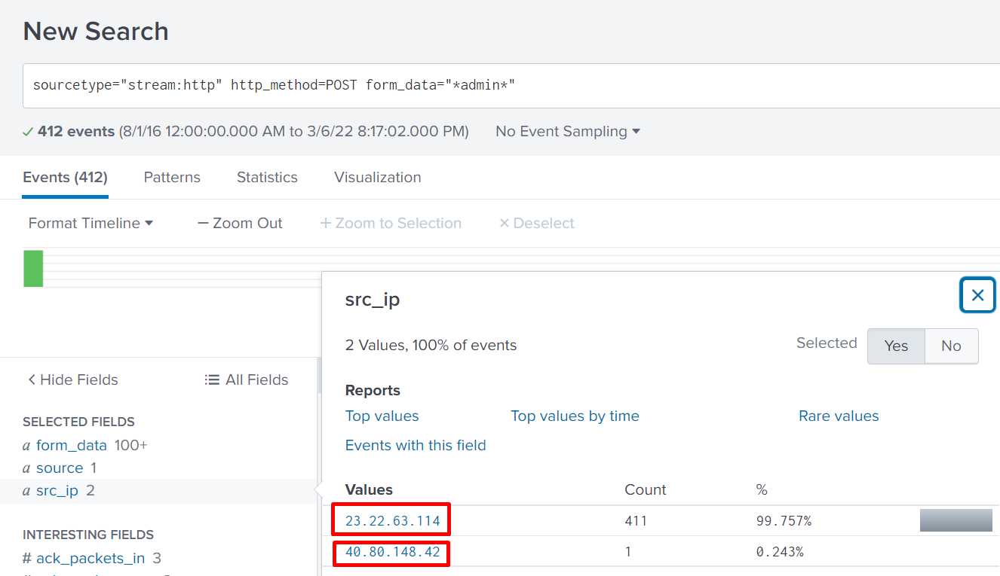 New Search
sourcetype="stream:http" http_method=POST form_data="*admin*"
412 events (8/1/16 12:00:00.000 AM to 3/6/22 8:17:02.000 PM) No Event Sampling
Events (412) Patterns Statistics Visualization
Format Timeline — Zoom Out + Zoom to Selection × Deselect
src_ip
2 Values, 100% of events Selected Yes No
Reports
Top values Top values by time Rare values
Events with this field
Values Count %
23.22.63.114 411 99.757%
40.80.148.42 1 0.243%
< Hide Fields All Fields
SELECTED FIELDS
a form_data 100+
a source 1
a src_ip 2
INTERESTING FIELDS
# ack_packets_in 3